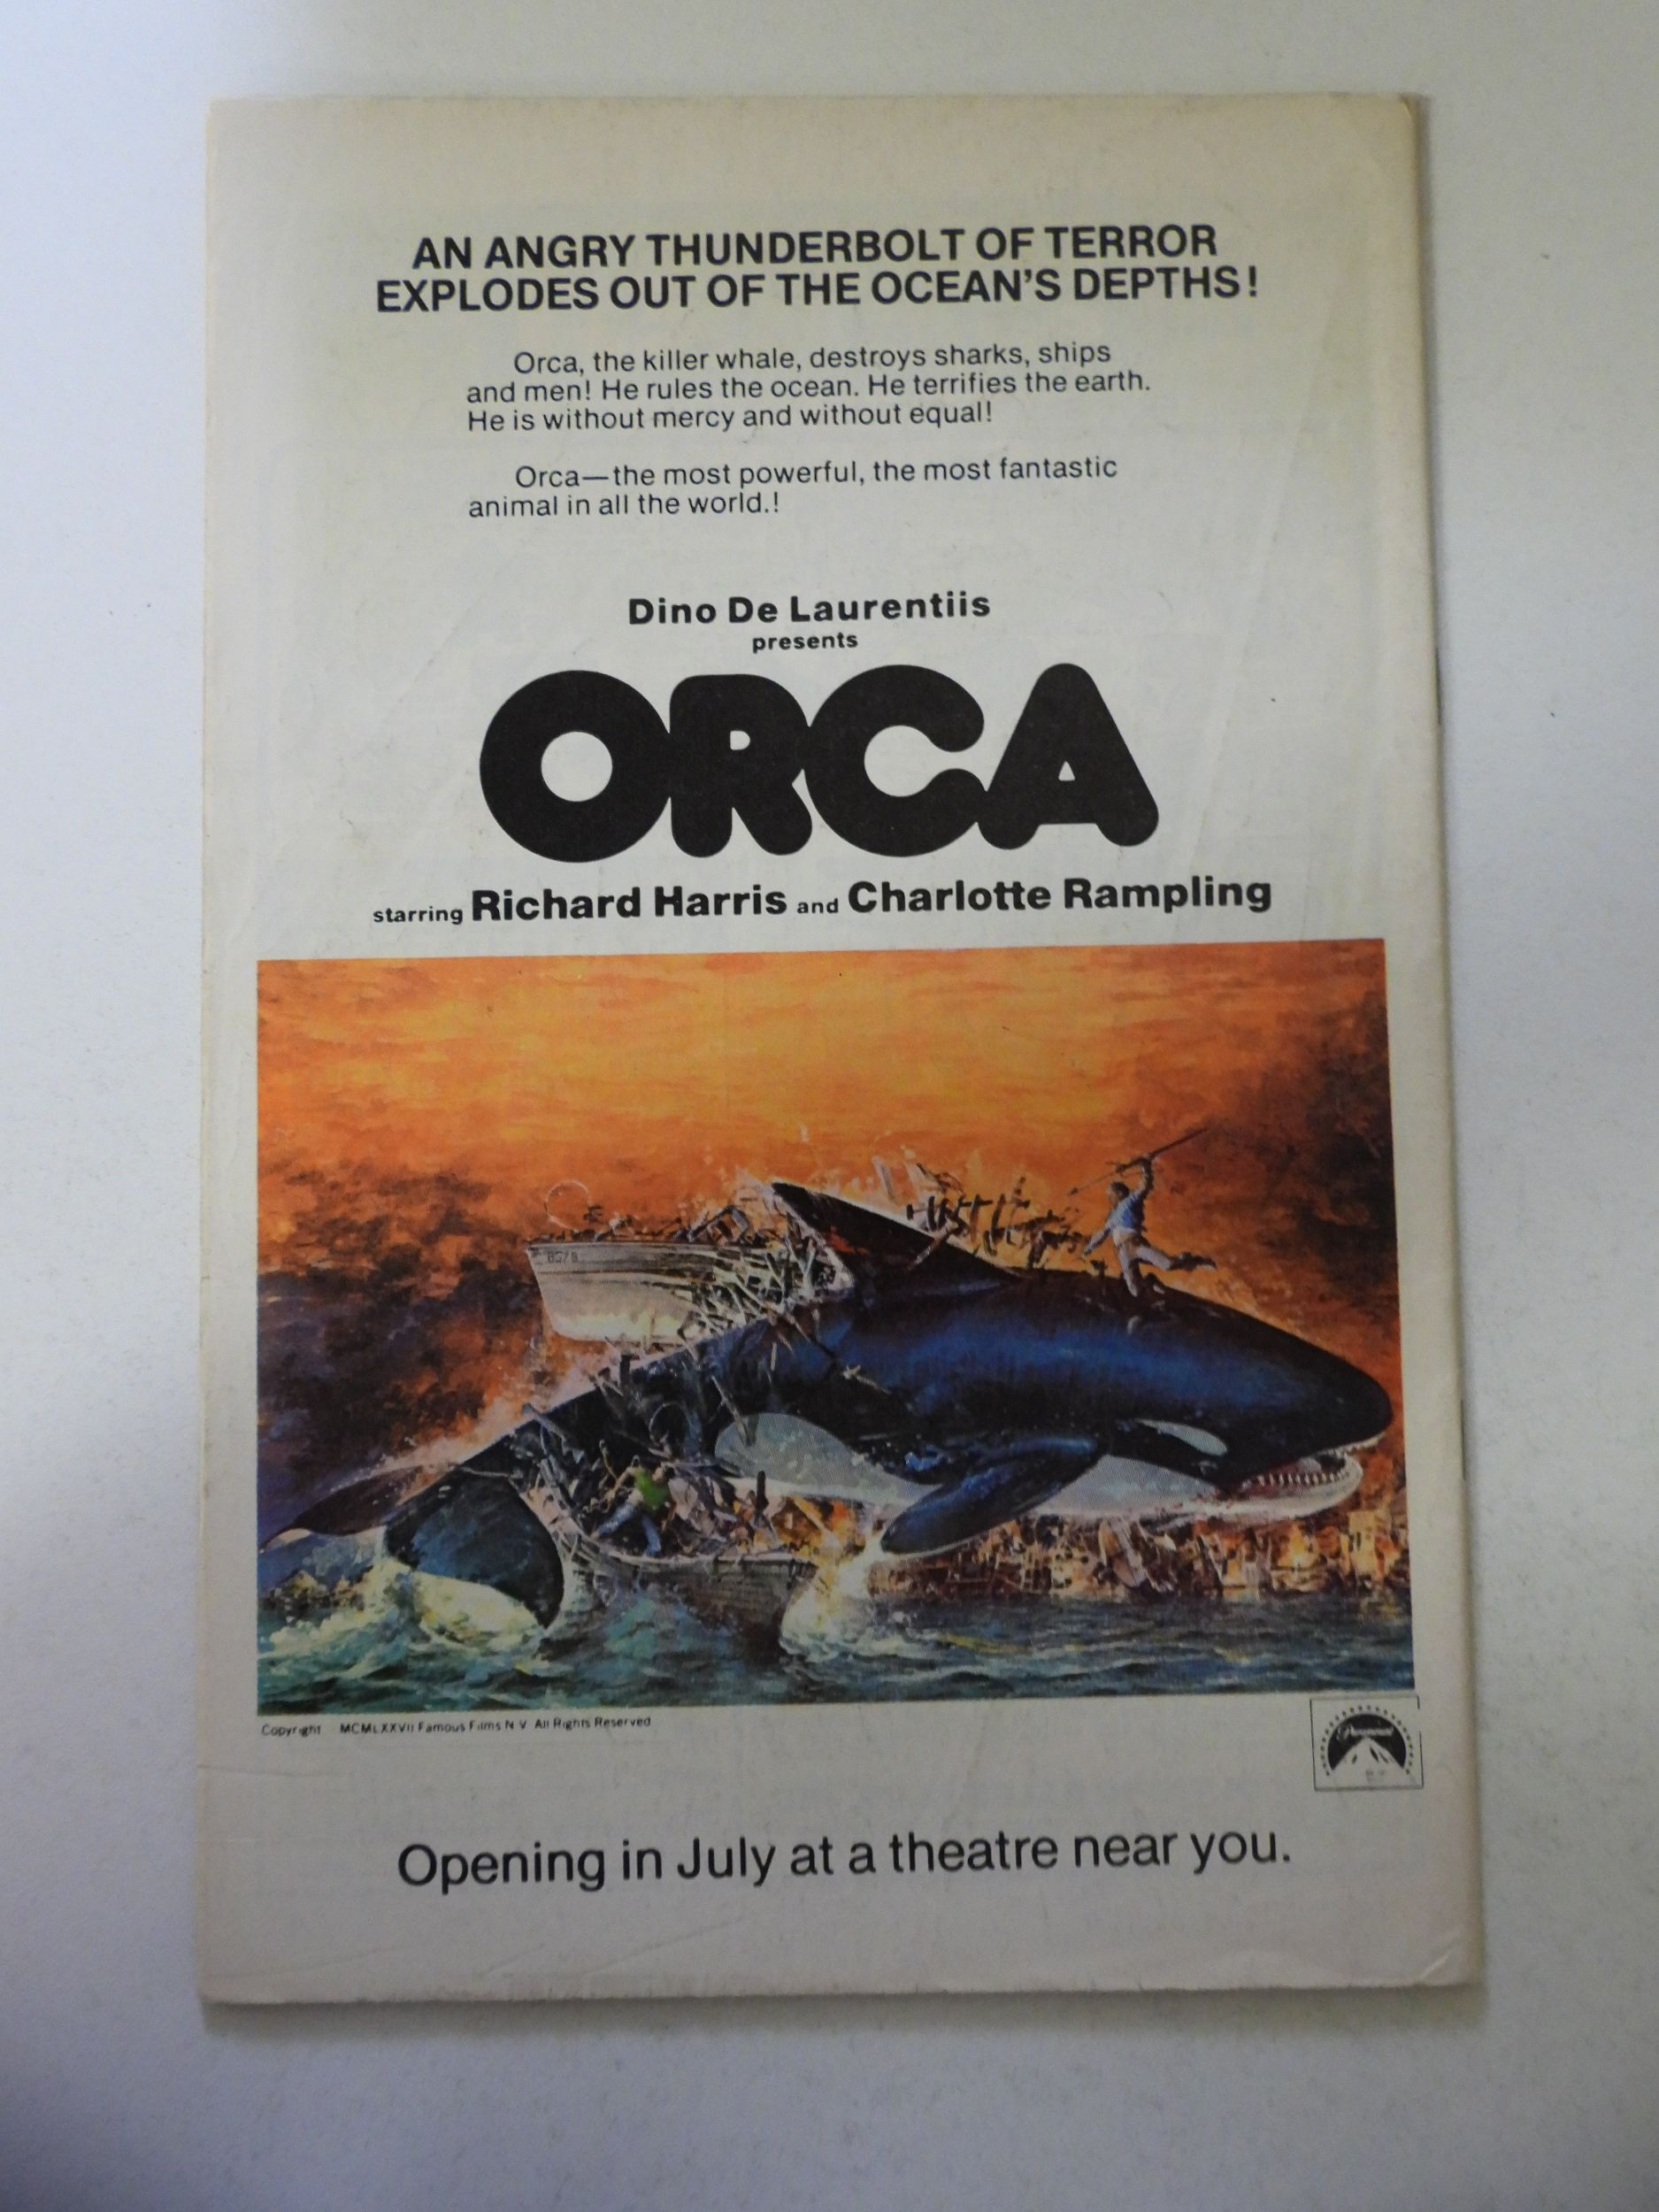 AN ANGRY THUNDERBOLT OF TERROR
EXPLODES OUT OF THE OCEAN'S DEPTHS!
Orca, the killer whale, destroys sharks, ships
and men! He rules the ocean. He terrifies the earth.
He is without mercy and without equal!
Orca—the most powerful, the most fantastic
animal in all the world.!
Dino De Laurentiis
presents
ORCA
starring Richard Harris and Charlotte Rampling
Copyright MCMLXXVII Famous Films N V All Rights Reserved
Paramount
Opening in July at a theatre near you.